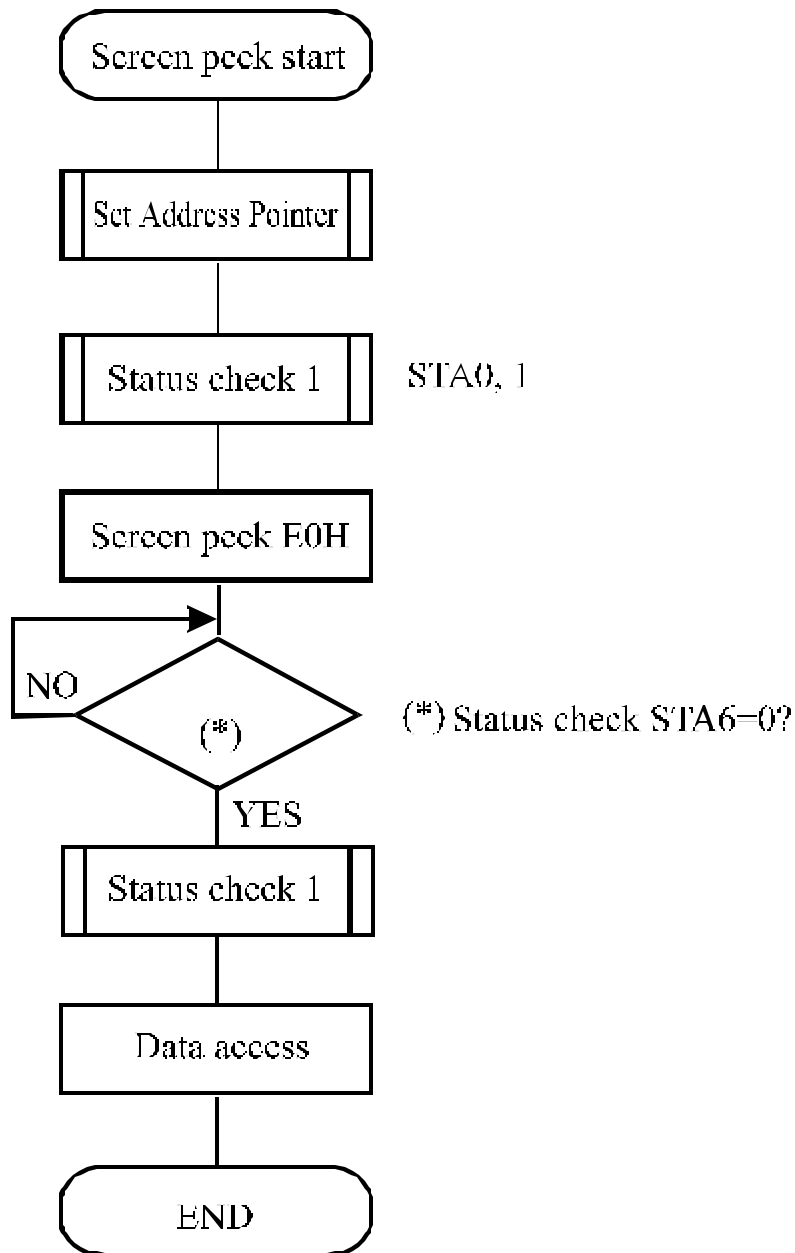 Screen peek start
Set Address Pointer
Status check 1
STA0, 1
Screen peek E0H
NO
(*)
(*) Status check STA6=0?
YES
Status check 1
Data access
END